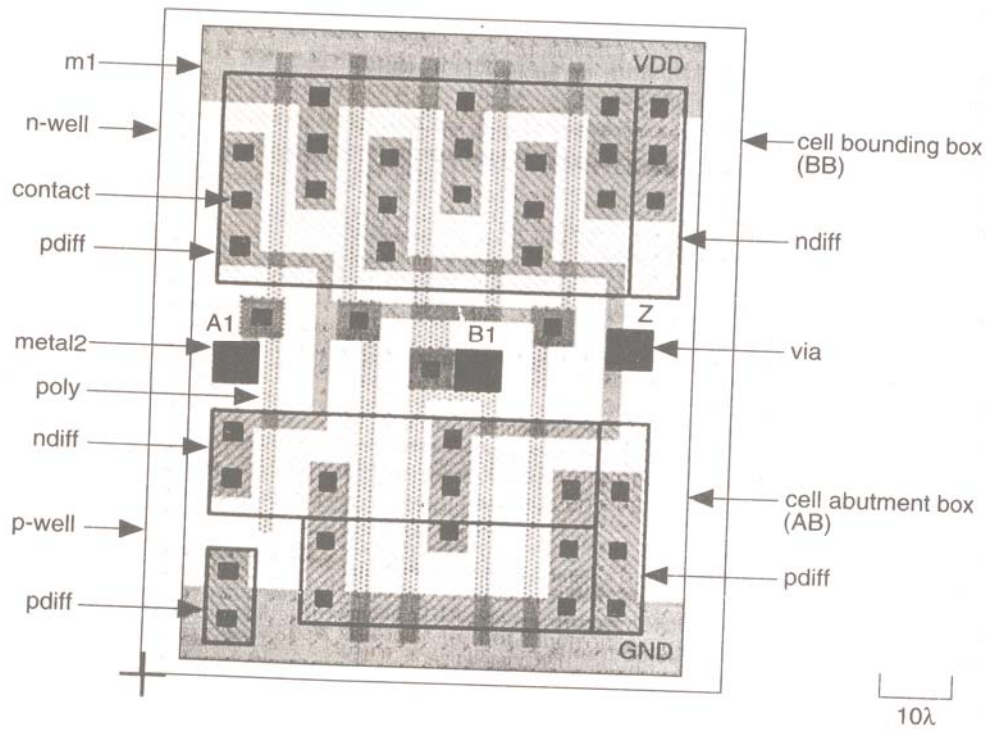 m1
n-well
contact
pdiff
metal2
poly
ndiff
p-well
pdiff
VDD
A1
B1
Z
GND
cell bounding box
(BB)
ndiff
via
cell abutment box
(AB)
pdiff
10λ